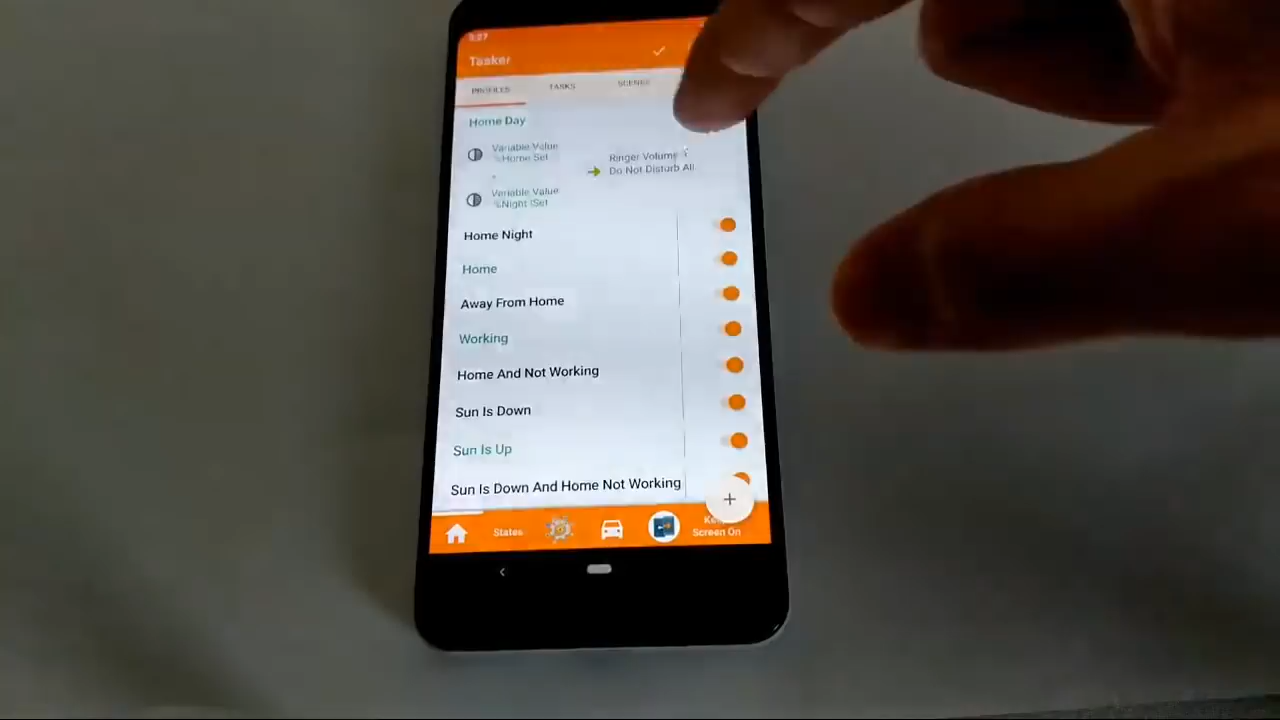 Tasker
PROFILES TASKS SCENES
Home Day
Variable Value
%Home Set
Ringer Volume
Do Not Disturb All
Variable Value
Home Night
Home
Away From Home
Working
Home And Not Working
Sun Is Down
Sun Is Up
Sun Is Down And Home Not Working
+
States
Screen On